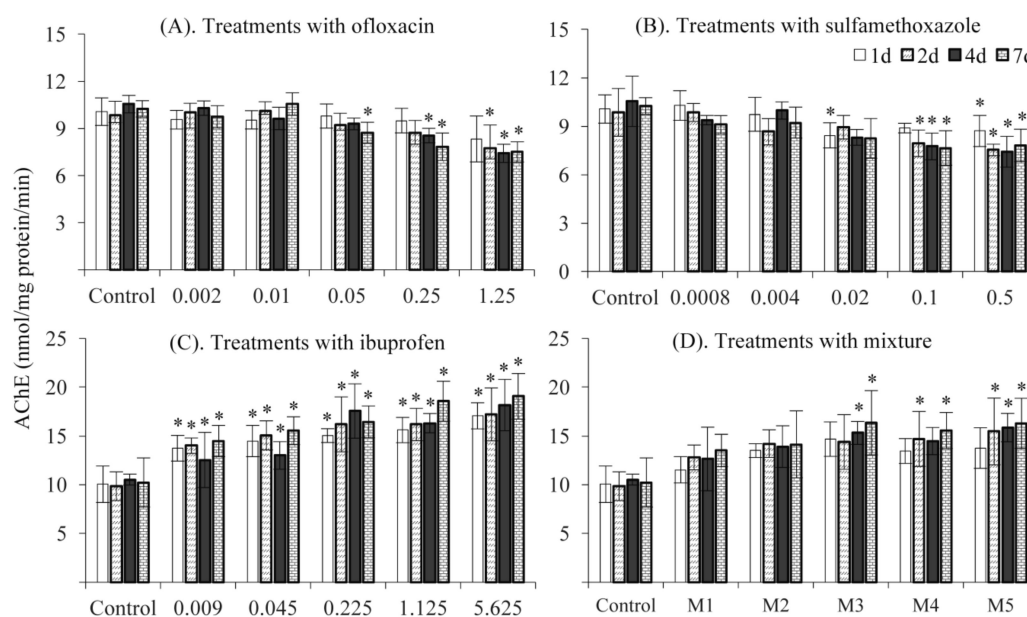 AChE (nmol/mg protein/min)
(A). Treatments with ofloxacin
15
12
9
6
3
* * * * * * *
Control 0.002 0.01 0.05 0.25 1.25
(B). Treatments with sulfamethoxazole
1d 2d 4d 7d
15
12
9
6
3
0
* * * * * * * *
Control 0.0008 0.004 0.02 0.1 0.5
(C). Treatments with ibuprofen
25
20
15
10
5
* * * * * * * * * * * * * * * * * * * *
Control 0.009 0.045 0.225 1.125 5.625
(D). Treatments with mixture
25
20
15
10
5
* * * * * * *
Control M1 M2 M3 M4 M5